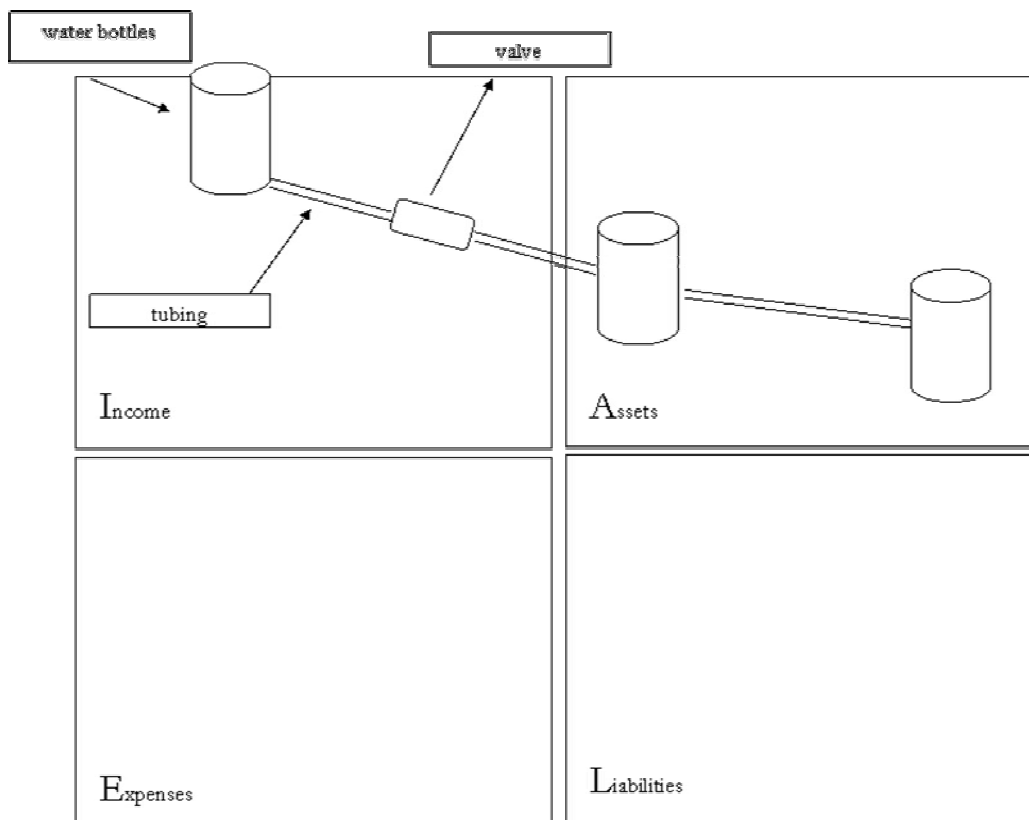 water bottles
valve
tubing
Income
Assets
Expenses
Liabilities